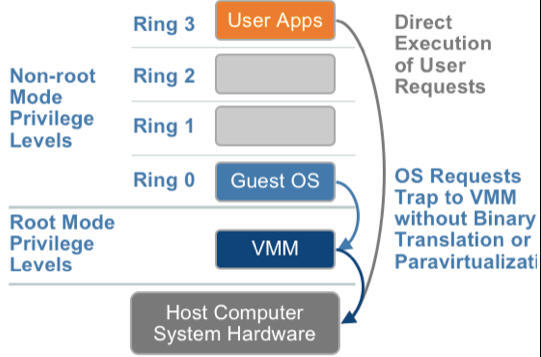 Ring 3
User Apps
Direct
Execution
of User
Requests
Non-root
Mode
Privilege
Levels
Ring 2
Ring 1
Ring 0
Guest OS
OS Requests
Trap to VMM
without Binary
Translation or
Paravirtualizati
Root Mode
Privilege
Levels
VMM
Host Computer
System Hardware